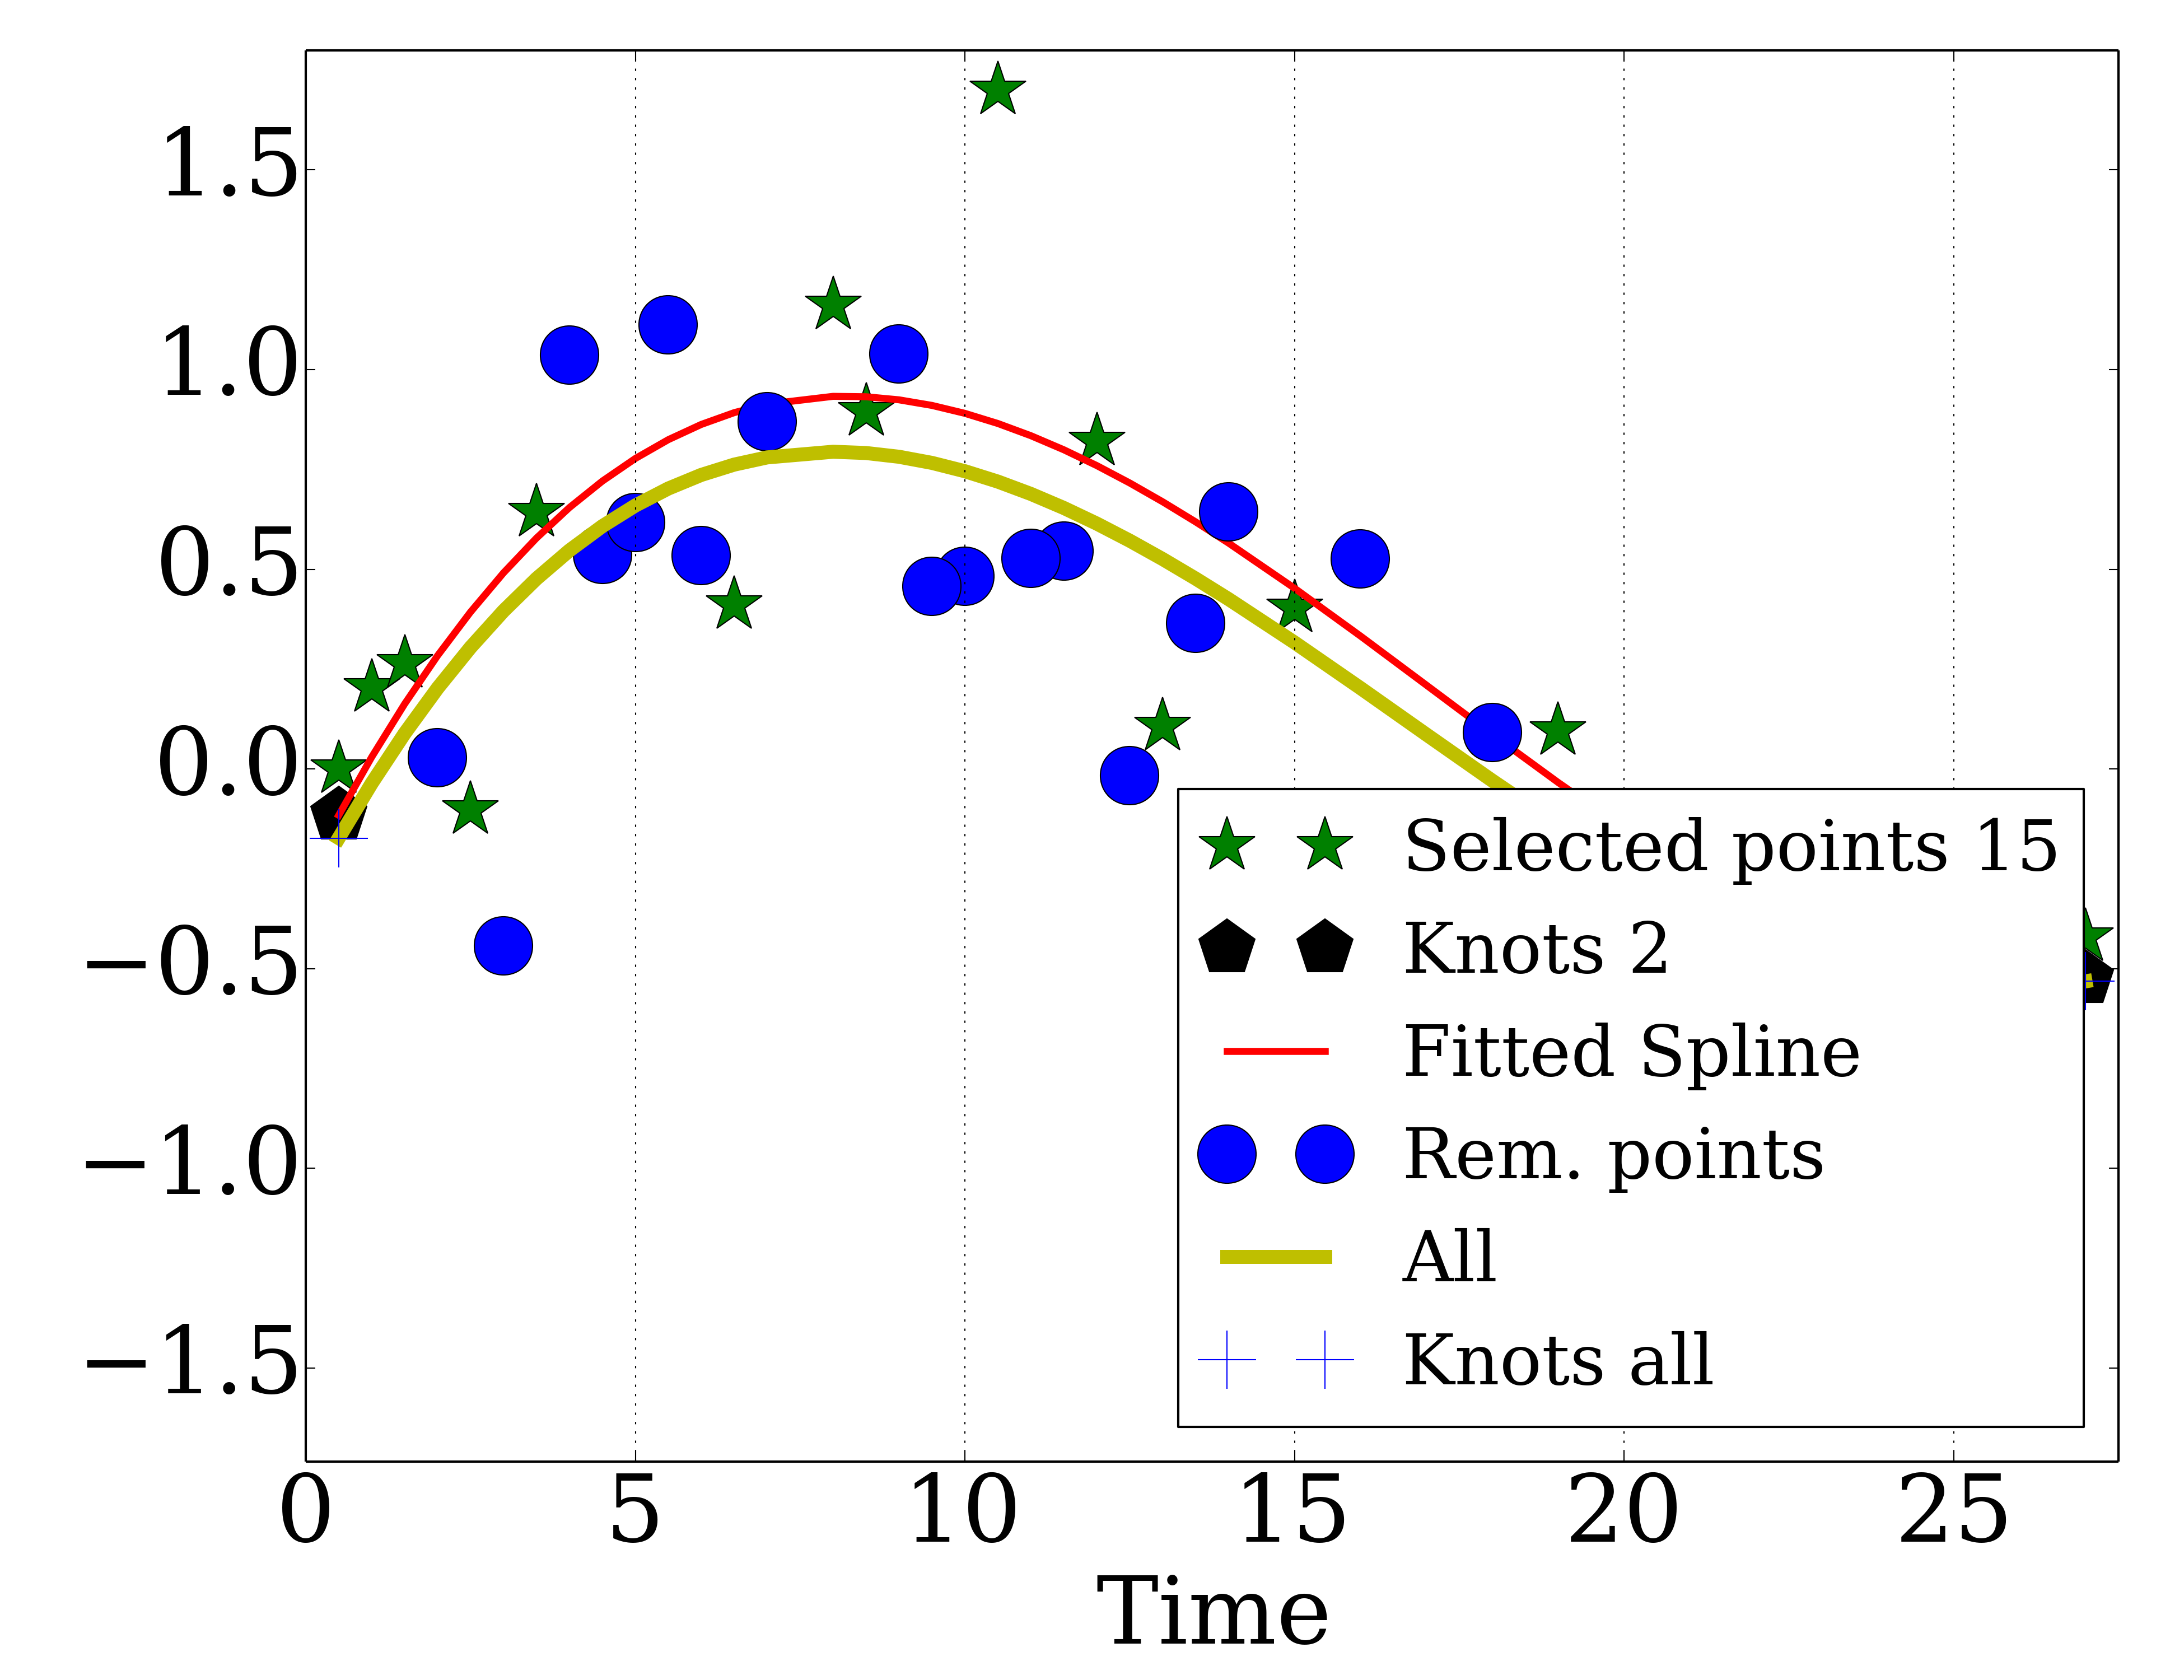 1.5
1.0
0.5
0.0
−0.5
−1.0
−1.5
Selected points 15
Knots 2
Fitted Spline
Rem. points
All
Knots all
0 5 10 15 20 25
Time